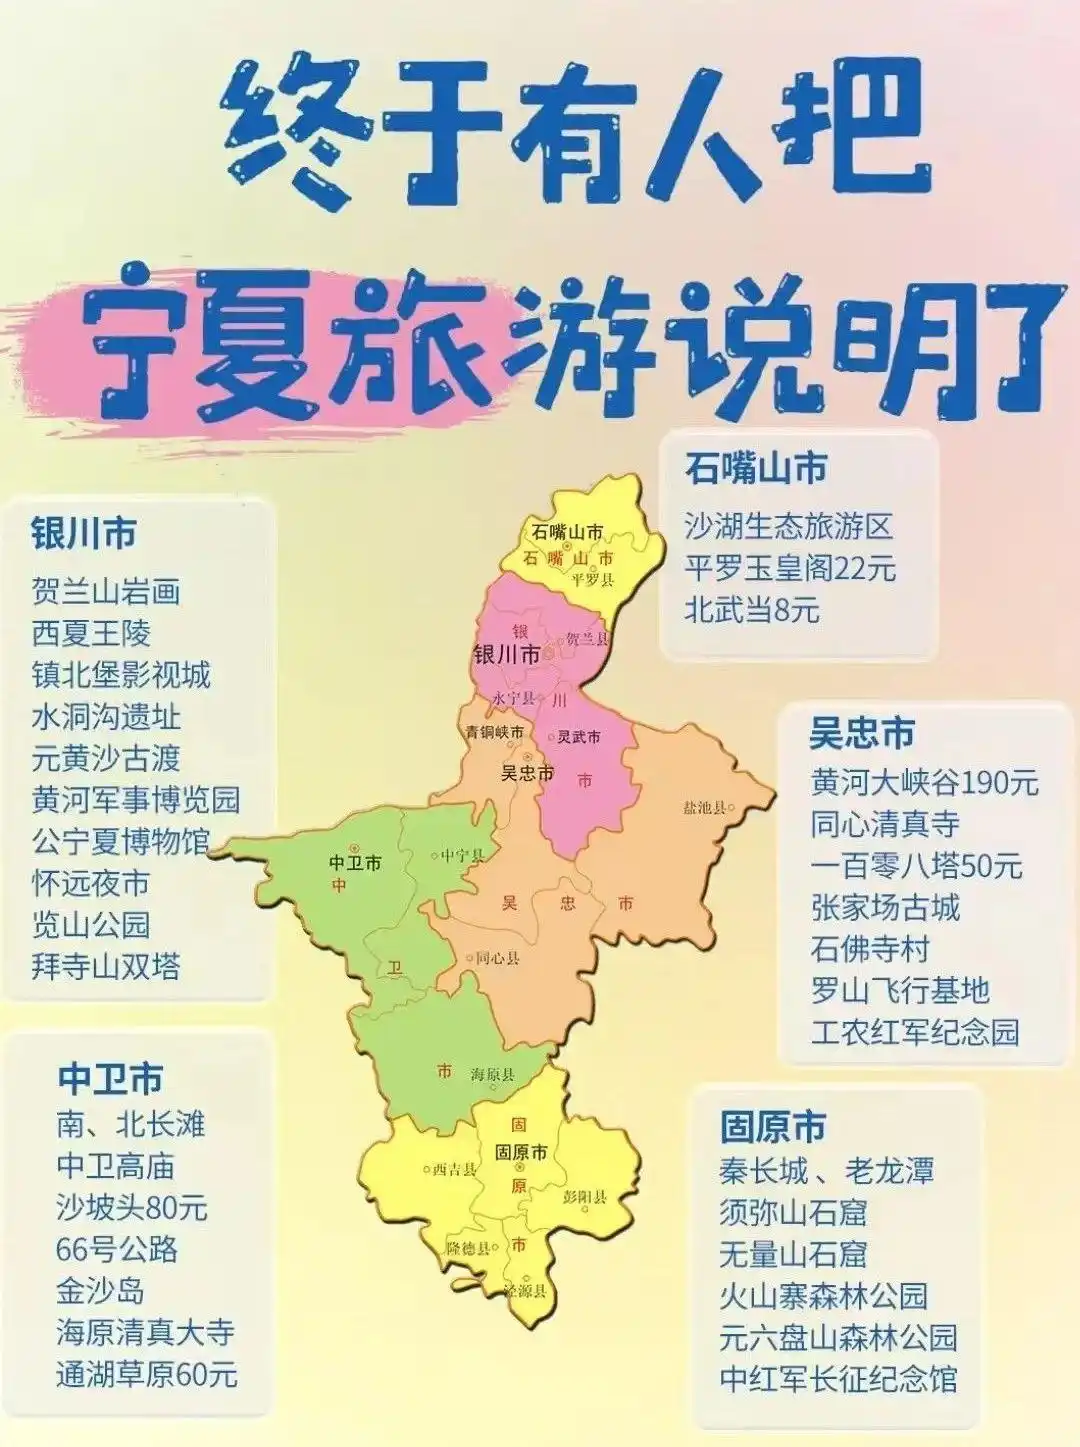 终于有人把
宁夏旅游说明了
石嘴山市
沙湖生态旅游区
平罗玉皇阁22元
北武当8元
银川市
贺兰山岩画
西夏王陵
镇北堡影视城
水洞沟遗址
元黄沙古渡
黄河军事博览园
公宁夏博物馆
怀远夜市
览山公园
拜寺山双塔
石嘴山市
石嘴山市
平罗县
银
贺兰县
银川市
永宁县
川
青铜峡市
灵武市
吴忠市
市
盐池县
中卫市
中宁县
中
吴忠市
同心县
卫
市
海原县
固
固原市
西吉县
原
彭阳县
隆德县
市
泾源县
吴忠市
黄河大峡谷190元
同心清真寺
一百零八塔50元
张家场古城
石佛寺村
罗山飞行基地
工农红军纪念园
中卫市
南、北长滩
中卫高庙
沙坡头80元
66号公路
金沙岛
海原清真大寺
通湖草原60元
固原市
秦长城、老龙潭
须弥山石窟
无量山石窟
火山寨森林公园
元六盘山森林公园
中红军长征纪念馆